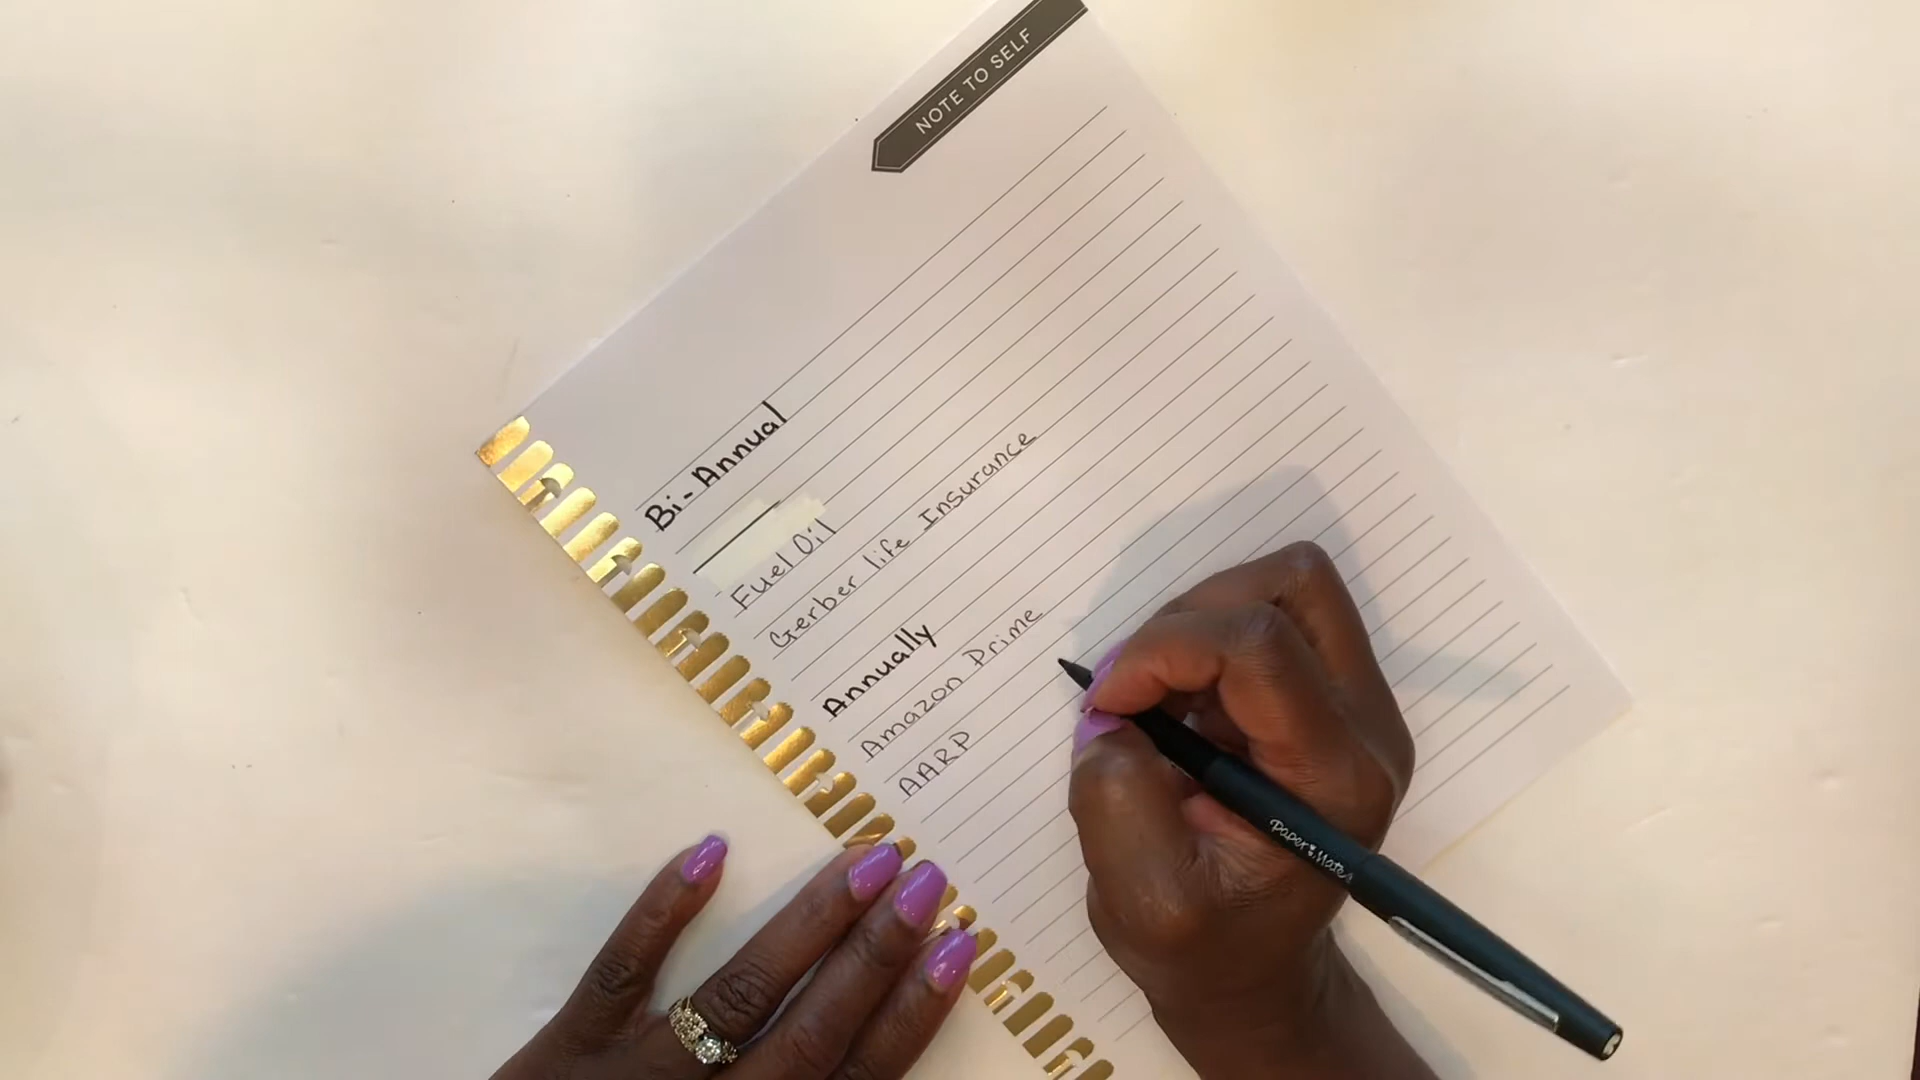 NOTE TO SELF
Bi-Annual
Fuel Oil
Gerber life Insurance
Annually
Amazon Prime
AARP
Paper Mate